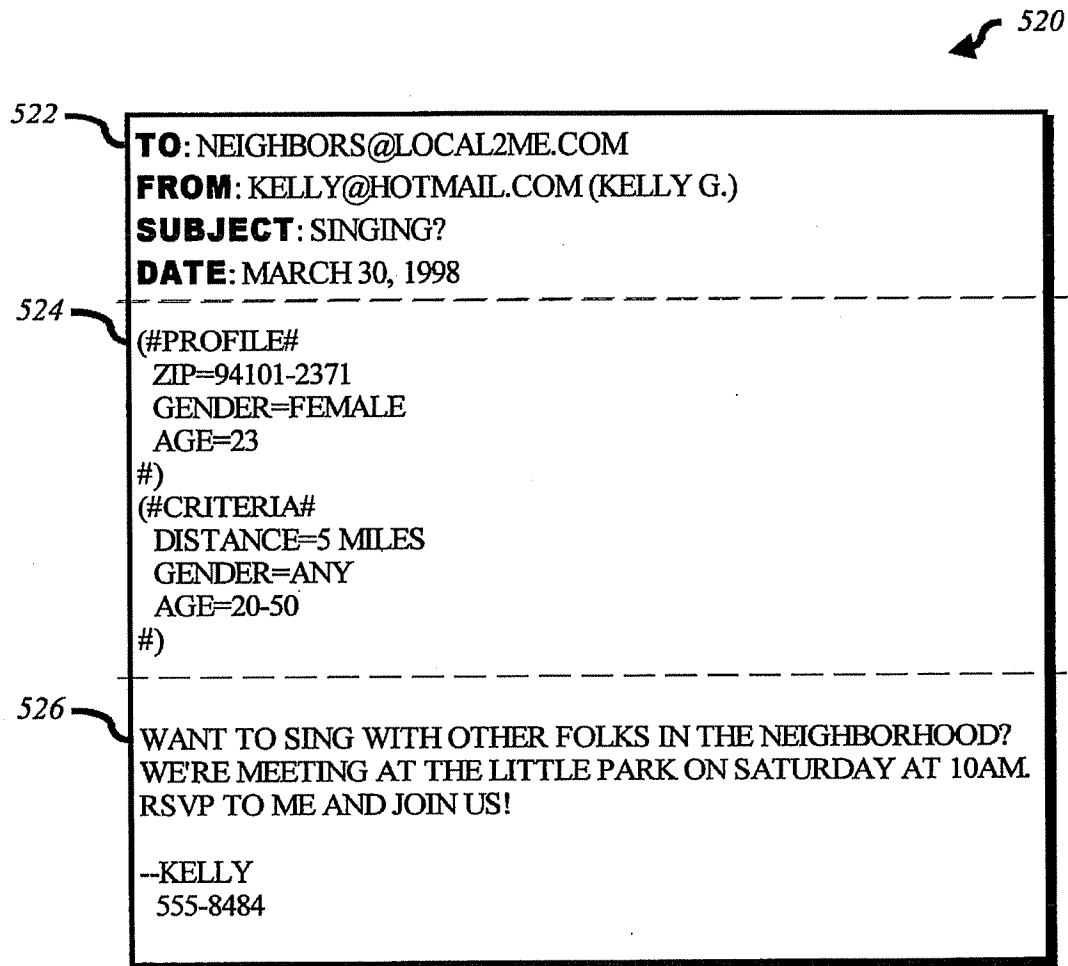 520
522
TO: NEIGHBORS@LOCAL2ME.COM
FROM: KELLY@HOTMAIL.COM (KELLY G.)
SUBJECT: SINGING?
DATE: MARCH 30, 1998
524
(#PROFILE#
ZIP=94101-2371
GENDER=FEMALE
AGE=23
#)
(#CRITERIA#
DISTANCE=5 MILES
GENDER=ANY
AGE=20-50
#)
526
WANT TO SING WITH OTHER FOLKS IN THE NEIGHBORHOOD?
WE'RE MEETING AT THE LITTLE PARK ON SATURDAY AT 10AM.
RSVP TO ME AND JOIN US!
--KELLY
555-8484